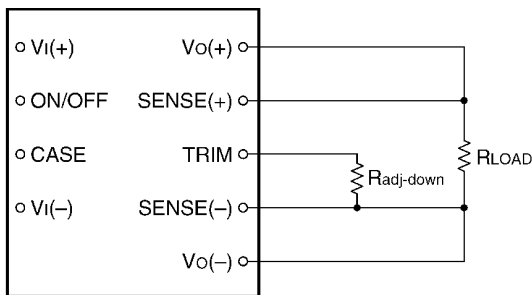 VI(+) VO(+)
ON/OFF SENSE(+)
CASE TRIM
RLOAD
Radj-down
VI(–) SENSE(–)
VO(–)